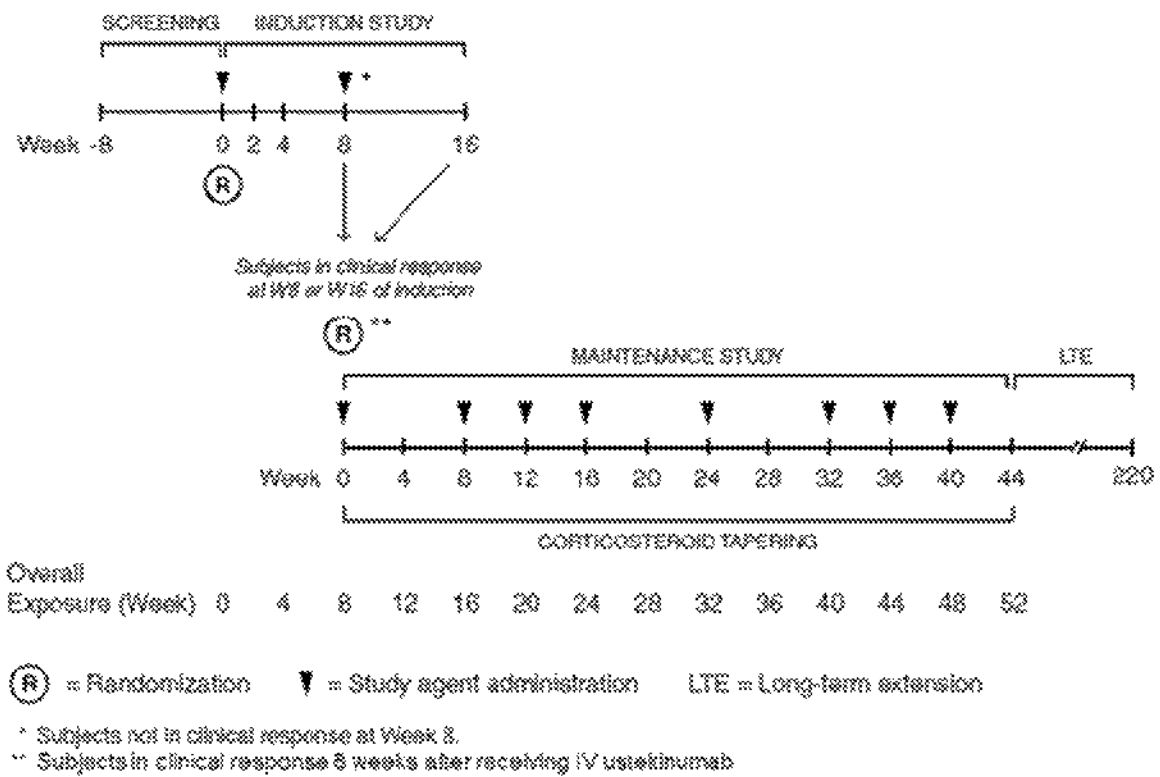 SCREENING INDUCTION STUDY
*
Week -8 0 2 4 8 16
R
Subjects in clinical response
at W8 or W16 of induction
R **
MAINTENANCE STUDY LTE
Week 0 4 8 12 16 20 24 28 32 36 40 44 220
CORTICOSTEROID TAPERING
Overall
Exposure (Week) 0 4 8 12 16 20 24 28 32 36 40 44 48 52
R = Randomization ▼ = Study agent administration LTE = Long-term extension
* Subjects not in clinical response at Week 8.
** Subjects in clinical response 8 weeks after receiving IV ustekinumab